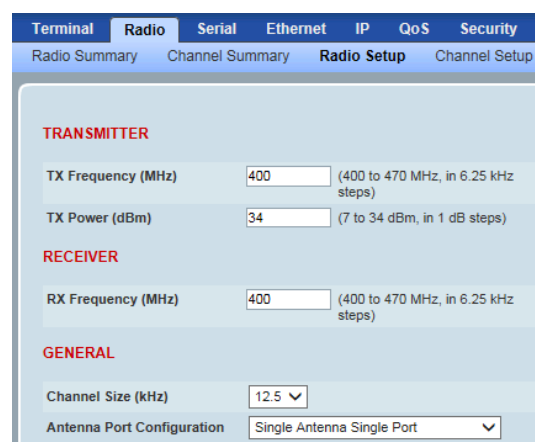 Terminal Radio Serial Ethernet IP QoS Security
Radio Summary Channel Summary Radio Setup Channel Setup
TRANSMITTER
TX Frequency (MHz) 400 (400 to 470 MHz, in 6.25 kHz
steps)
TX Power (dBm) 34 (7 to 34 dBm, in 1 dB steps)
RECEIVER
RX Frequency (MHz) 400 (400 to 470 MHz, in 6.25 kHz
steps)
GENERAL
Channel Size (kHz) 12.5
Antenna Port Configuration Single Antenna Single Port